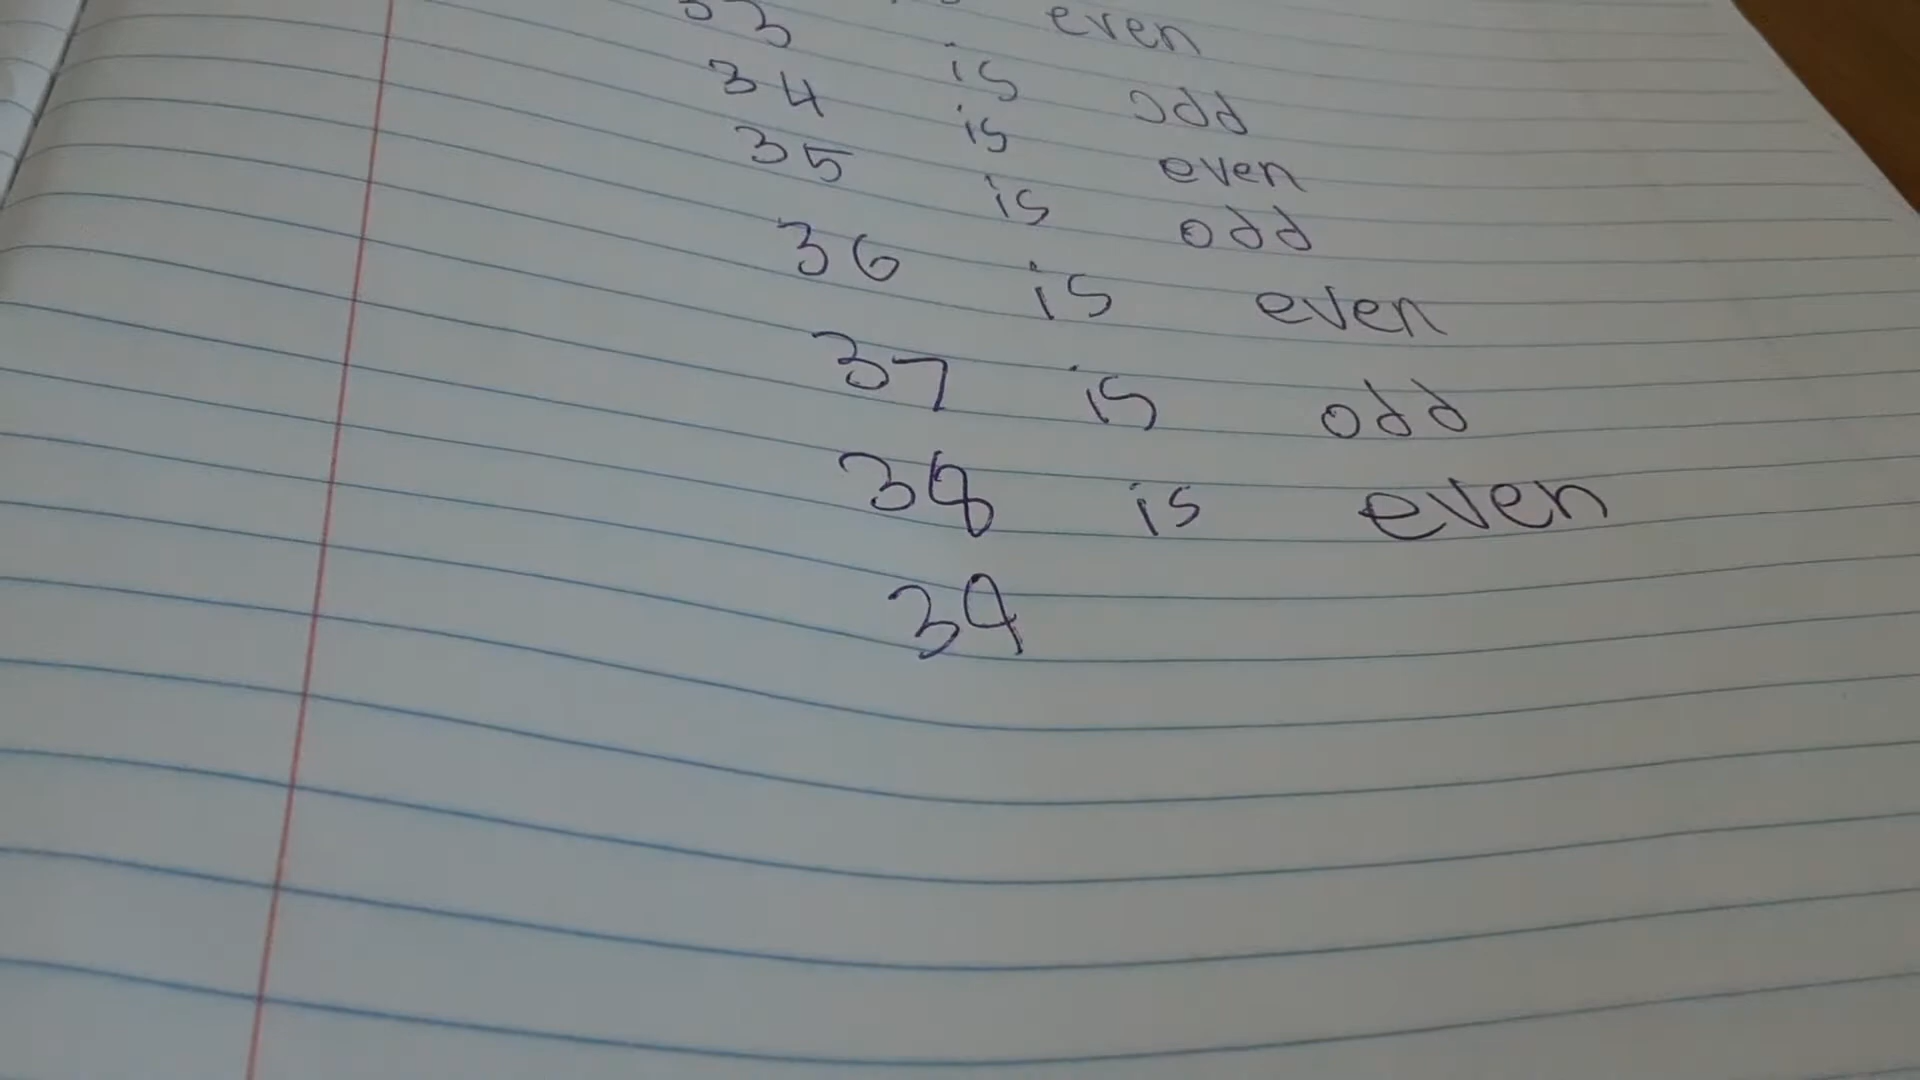 even
33 is odd
34 is even
35 is odd
36 is even
37 is odd
38 is even
39